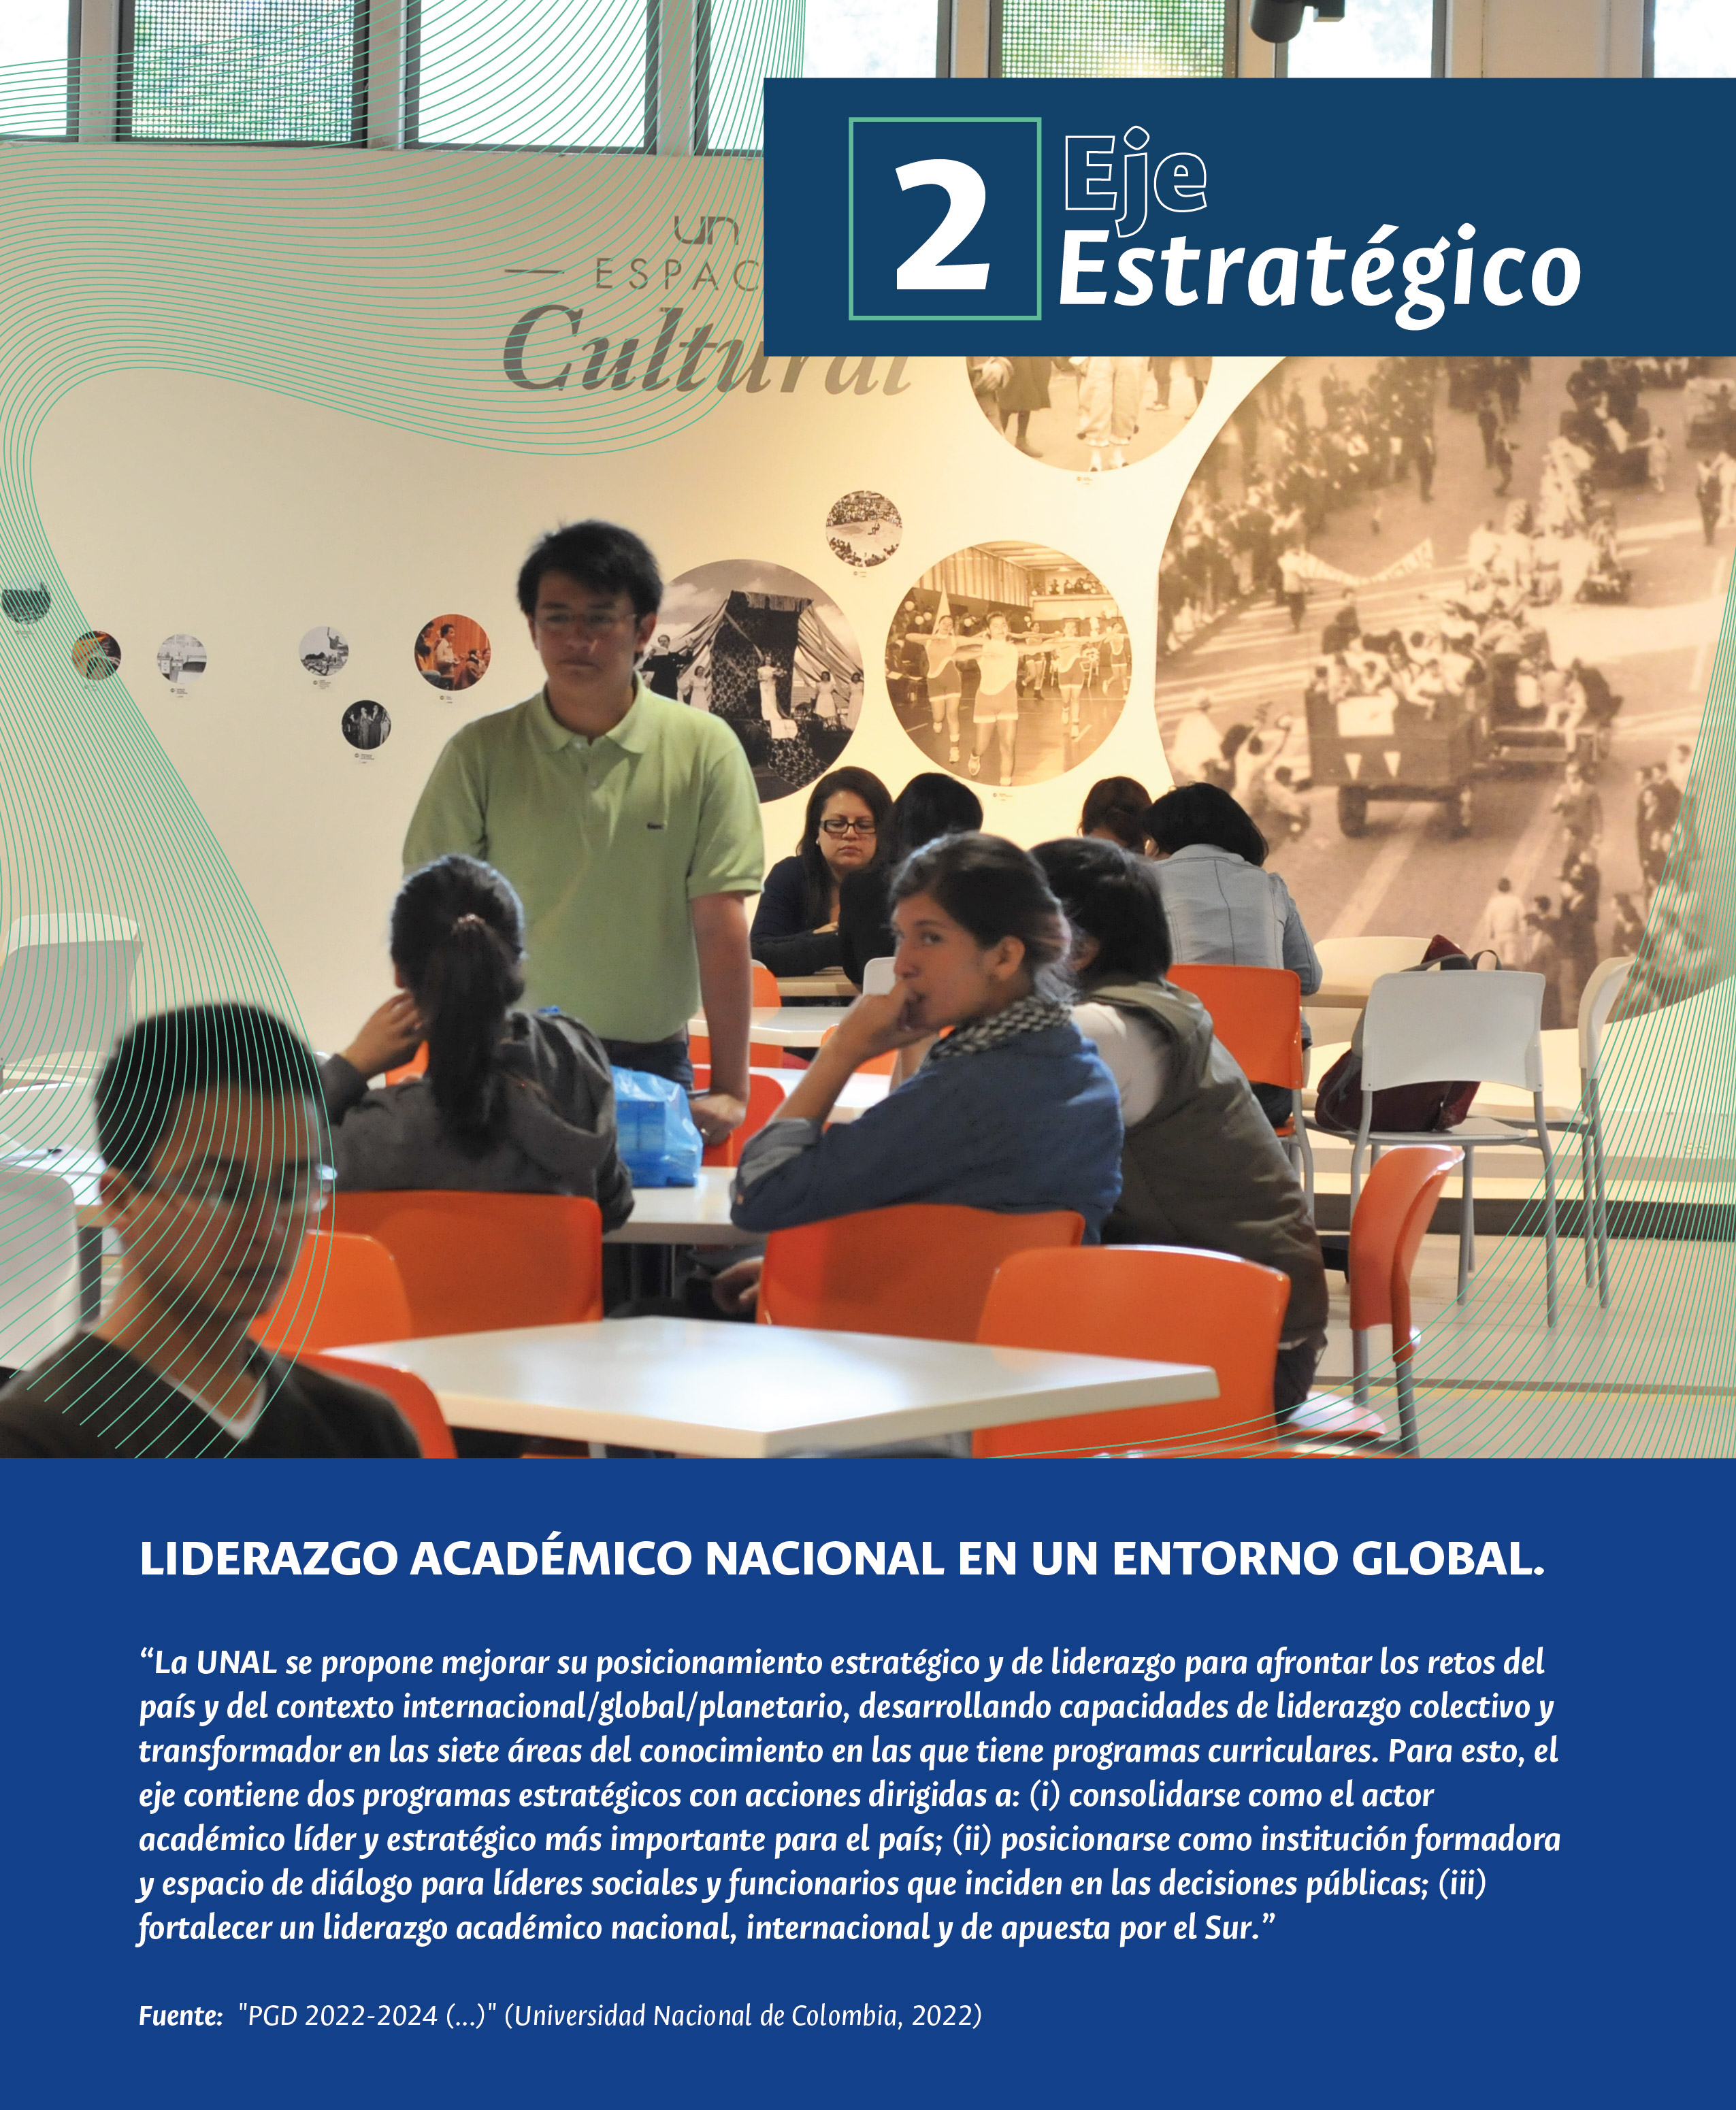 2
Eje
Estratégico
un
ESPAC
Cultural
LIDERAZGO ACADÉMICO NACIONAL EN UN ENTORNO GLOBAL.
“La UNAL se propone mejorar su posicionamiento estratégico y de liderazgo para afrontar los retos del
país y del contexto internacional/global/planetario, desarrollando capacidades de liderazgo colectivo y
transformador en las siete áreas del conocimiento en las que tiene programas curriculares. Para esto, el
eje contiene dos programas estratégicos con acciones dirigidas a: (i) consolidarse como el actor
académico líder y estratégico más importante para el país; (ii) posicionarse como institución formadora
y espacio de diálogo para líderes sociales y funcionarios que inciden en las decisiones públicas; (iii)
fortalecer un liderazgo académico nacional, internacional y de apuesta por el Sur.”
Fuente: "PGD 2022-2024 (...)" (Universidad Nacional de Colombia, 2022)